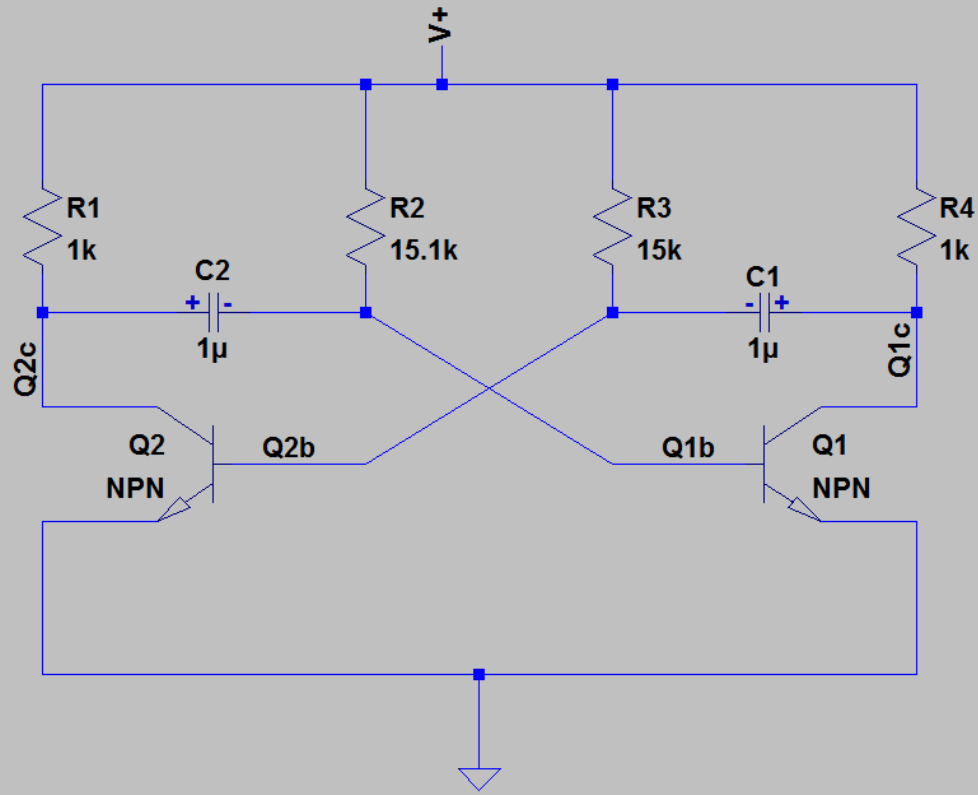 V+
R1
1k
R2
15.1k
R3
15k
R4
1k
C2
+ -
1µ
C1
- +
1µ
Q2c
Q1c
Q2
NPN
Q2b
Q1b
Q1
NPN